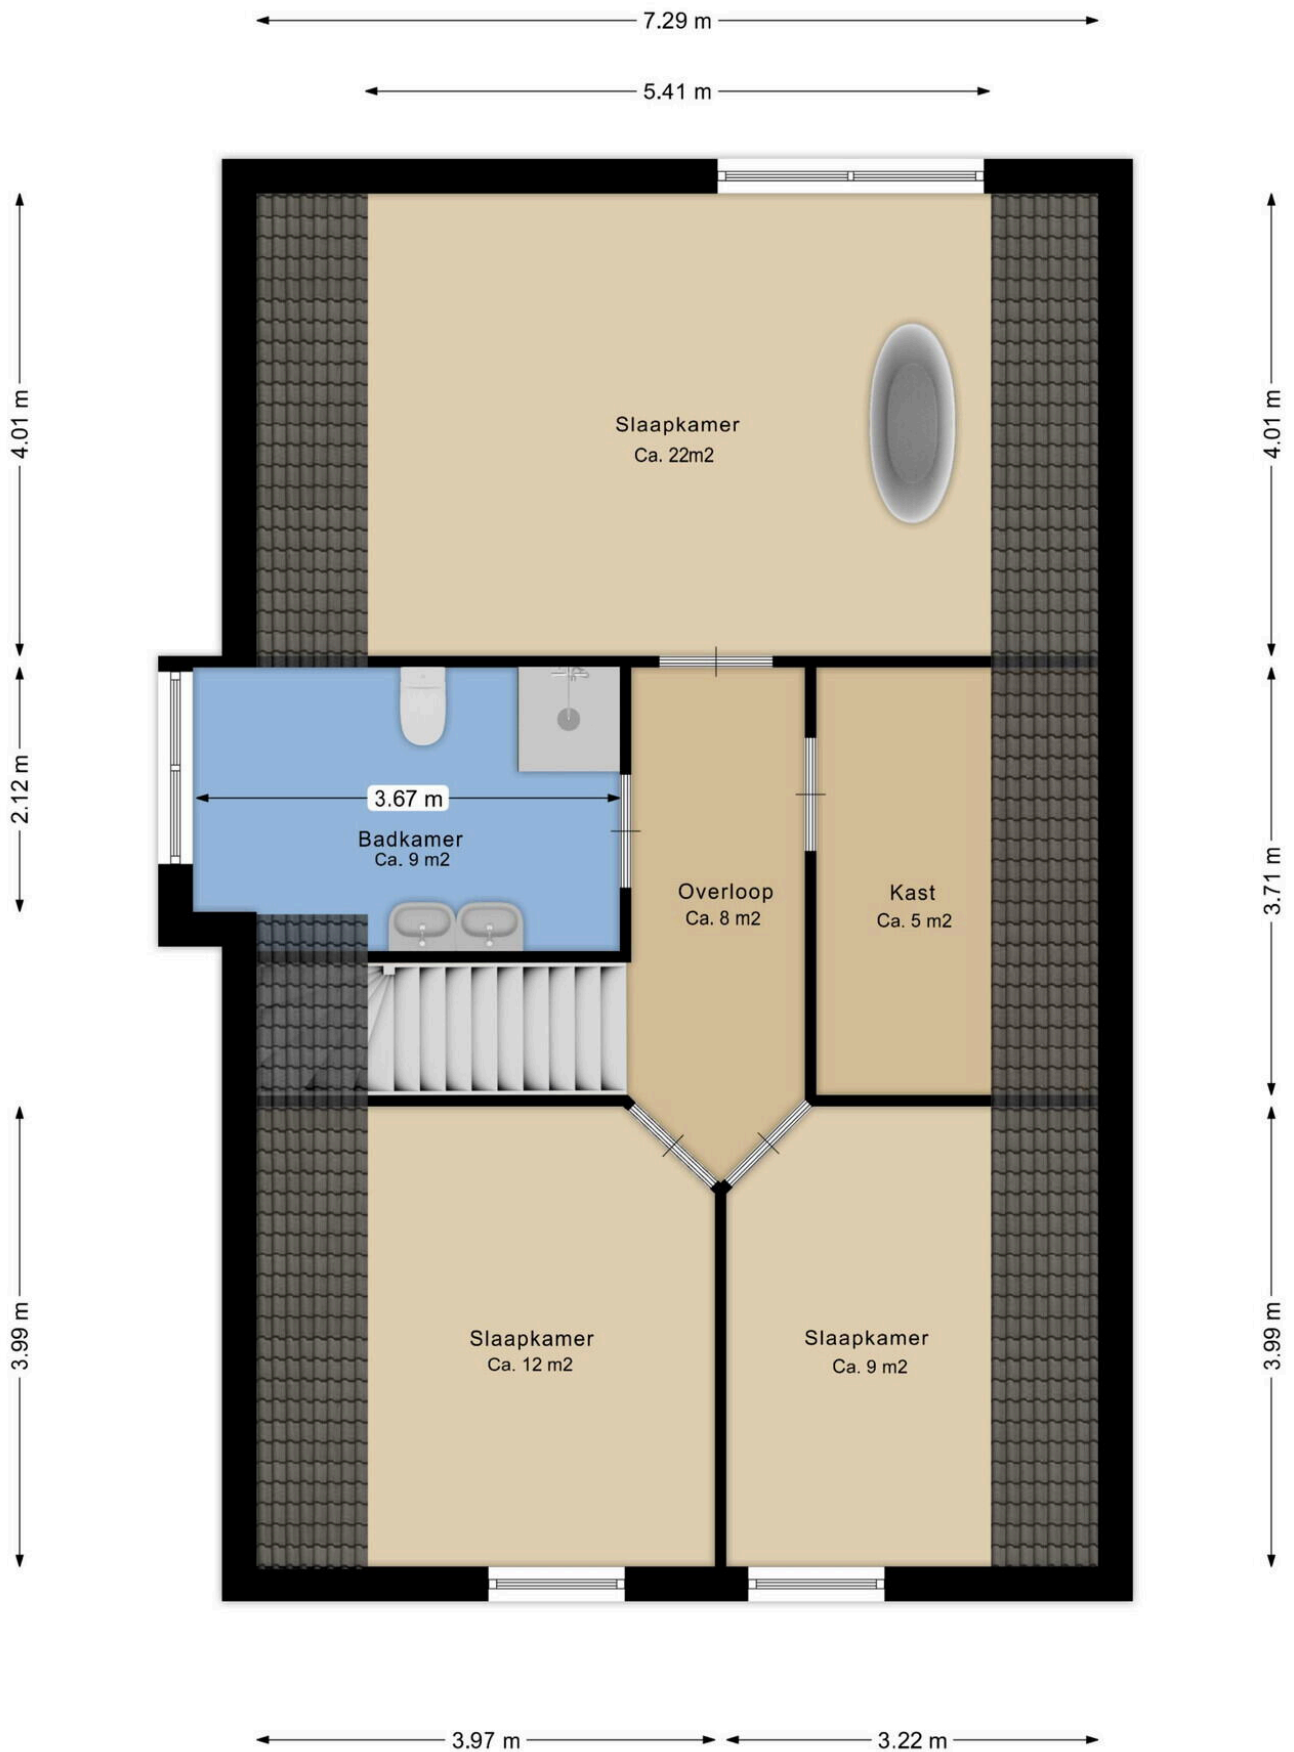 7.29 m
5.41 m
4.01 m
4.01 m
Slaapkamer
Ca. 22m2
2.12 m
3.67 m
Badkamer
Ca. 9 m2
Overloop
Ca. 8 m2
Kast
Ca. 5 m2
3.71 m
3.99 m
Slaapkamer
Ca. 12 m2
Slaapkamer
Ca. 9 m2
3.99 m
3.97 m
3.22 m